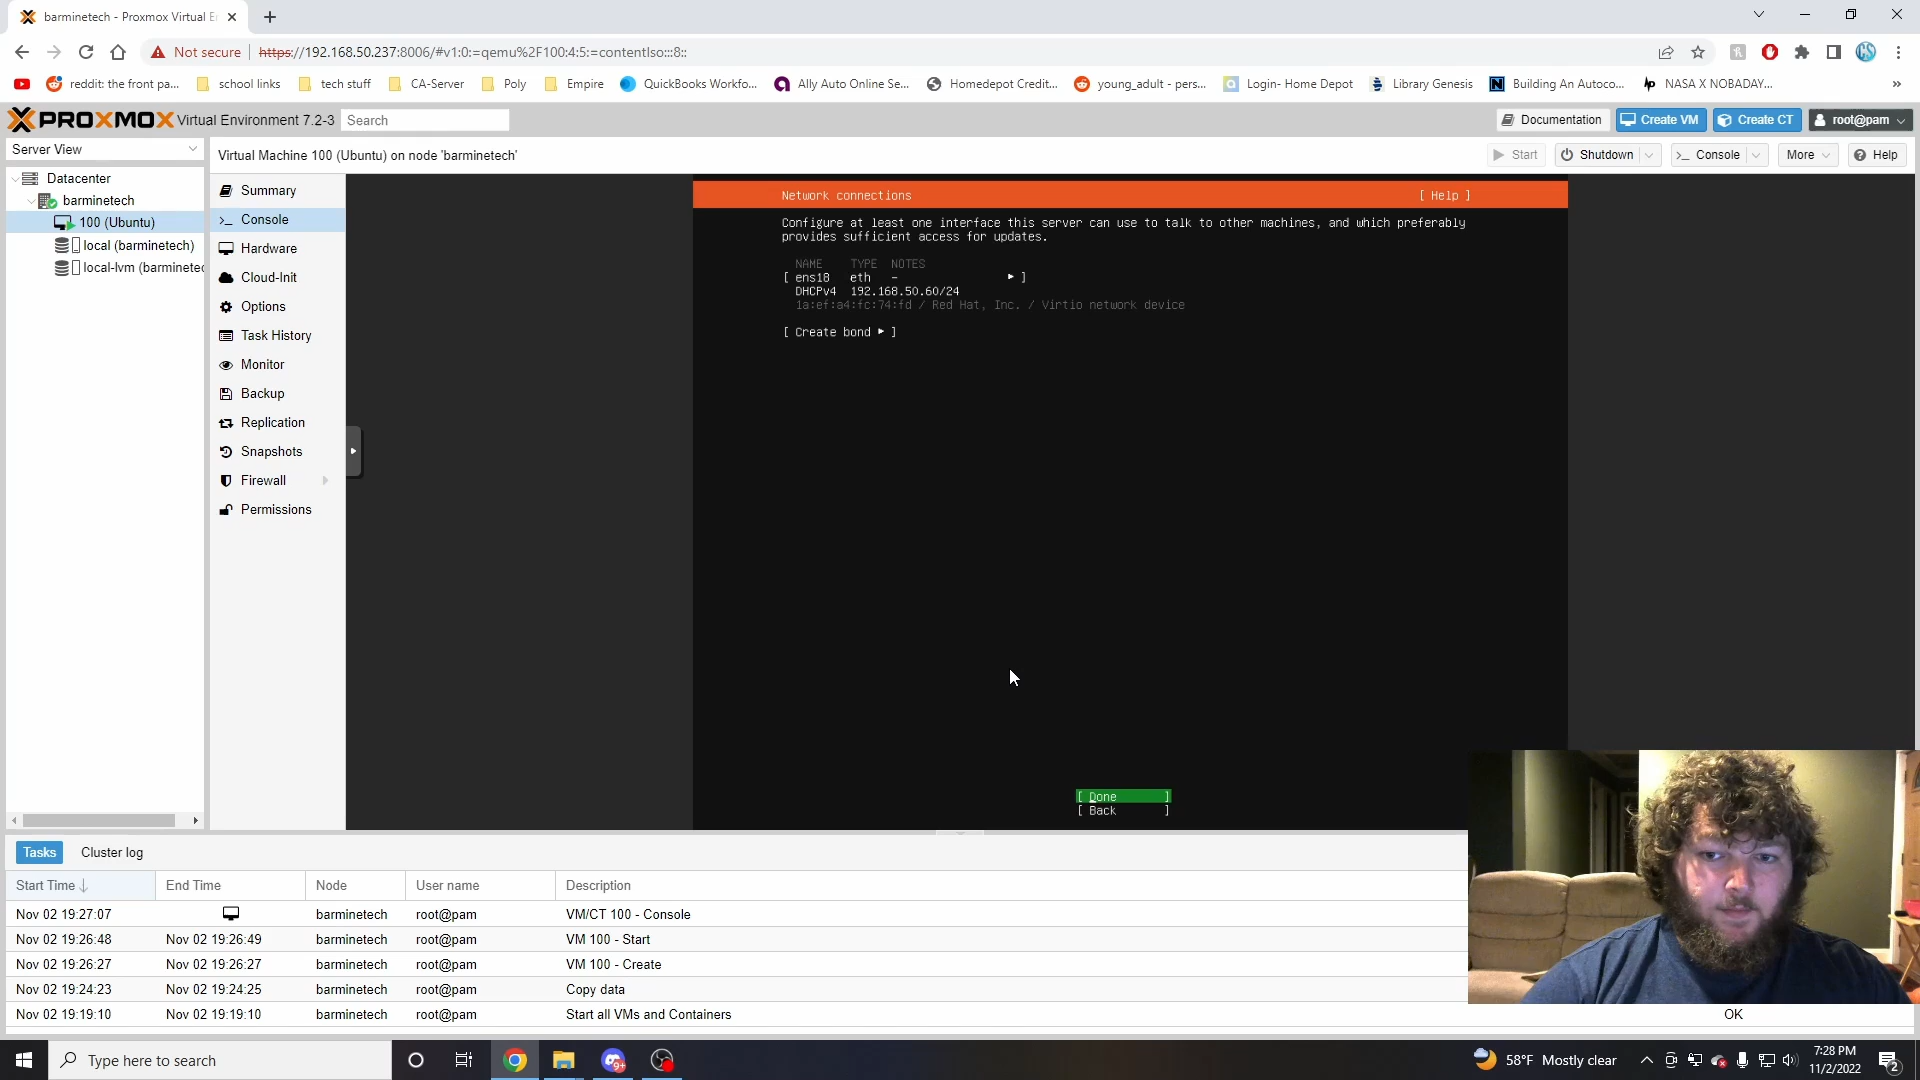 barminetech - Proxmox Virtual E
Not secure
https://192.168.50.237:8006/#v1:0:=qemu%2F100:4:5:=contentIso:::8::
reddit: the front pa...
school links
tech stuff
CA-Server
Poly
Empire
QuickBooks Workfo...
Ally Auto Online Se...
Homedepot Credit...
young_adult - pers...
Login- Home Depot
Library Genesis
Building An Autoco...
NASA X NOBADAY...
PROXMOX Virtual Environment 7.2-3
Search
Documentation
Create VM
Create CT
root@pam
Server View
Virtual Machine 100 (Ubuntu) on node 'barminetech'
Start
Shutdown
Console
More
Help
Datacenter
barminetech
100 (Ubuntu)
local (barminetech)
local-lvm (barminetec
Summary
Console
Hardware
Cloud-Init
Options
Task History
Monitor
Backup
Replication
Snapshots
Firewall
Permissions
Network connections [ Help ]
Configure at least one interface this server can use to talk to other machines, and which preferably
provides sufficient access for updates.
NAME TYPE NOTES
[ ens18 eth - ▸ ]
DHCPv4 192.168.50.60/24
1a:ef:a4:fc:74:fd / Red Hat, Inc. / Virtio network device
[ Create bond ▸ ]
[ Done ]
[ Back ]
Tasks
Cluster log
Start Time ↓ End Time Node User name Description
Nov 02 19:27:07 barminetech root@pam VM/CT 100 - Console
Nov 02 19:26:48 Nov 02 19:26:49 barminetech root@pam VM 100 - Start
Nov 02 19:26:27 Nov 02 19:26:27 barminetech root@pam VM 100 - Create
Nov 02 19:24:23 Nov 02 19:24:25 barminetech root@pam Copy data
Nov 02 19:19:10 Nov 02 19:19:10 barminetech root@pam Start all VMs and Containers OK
Type here to search
9+
58°F Mostly clear
7:28 PM
11/2/2022
2